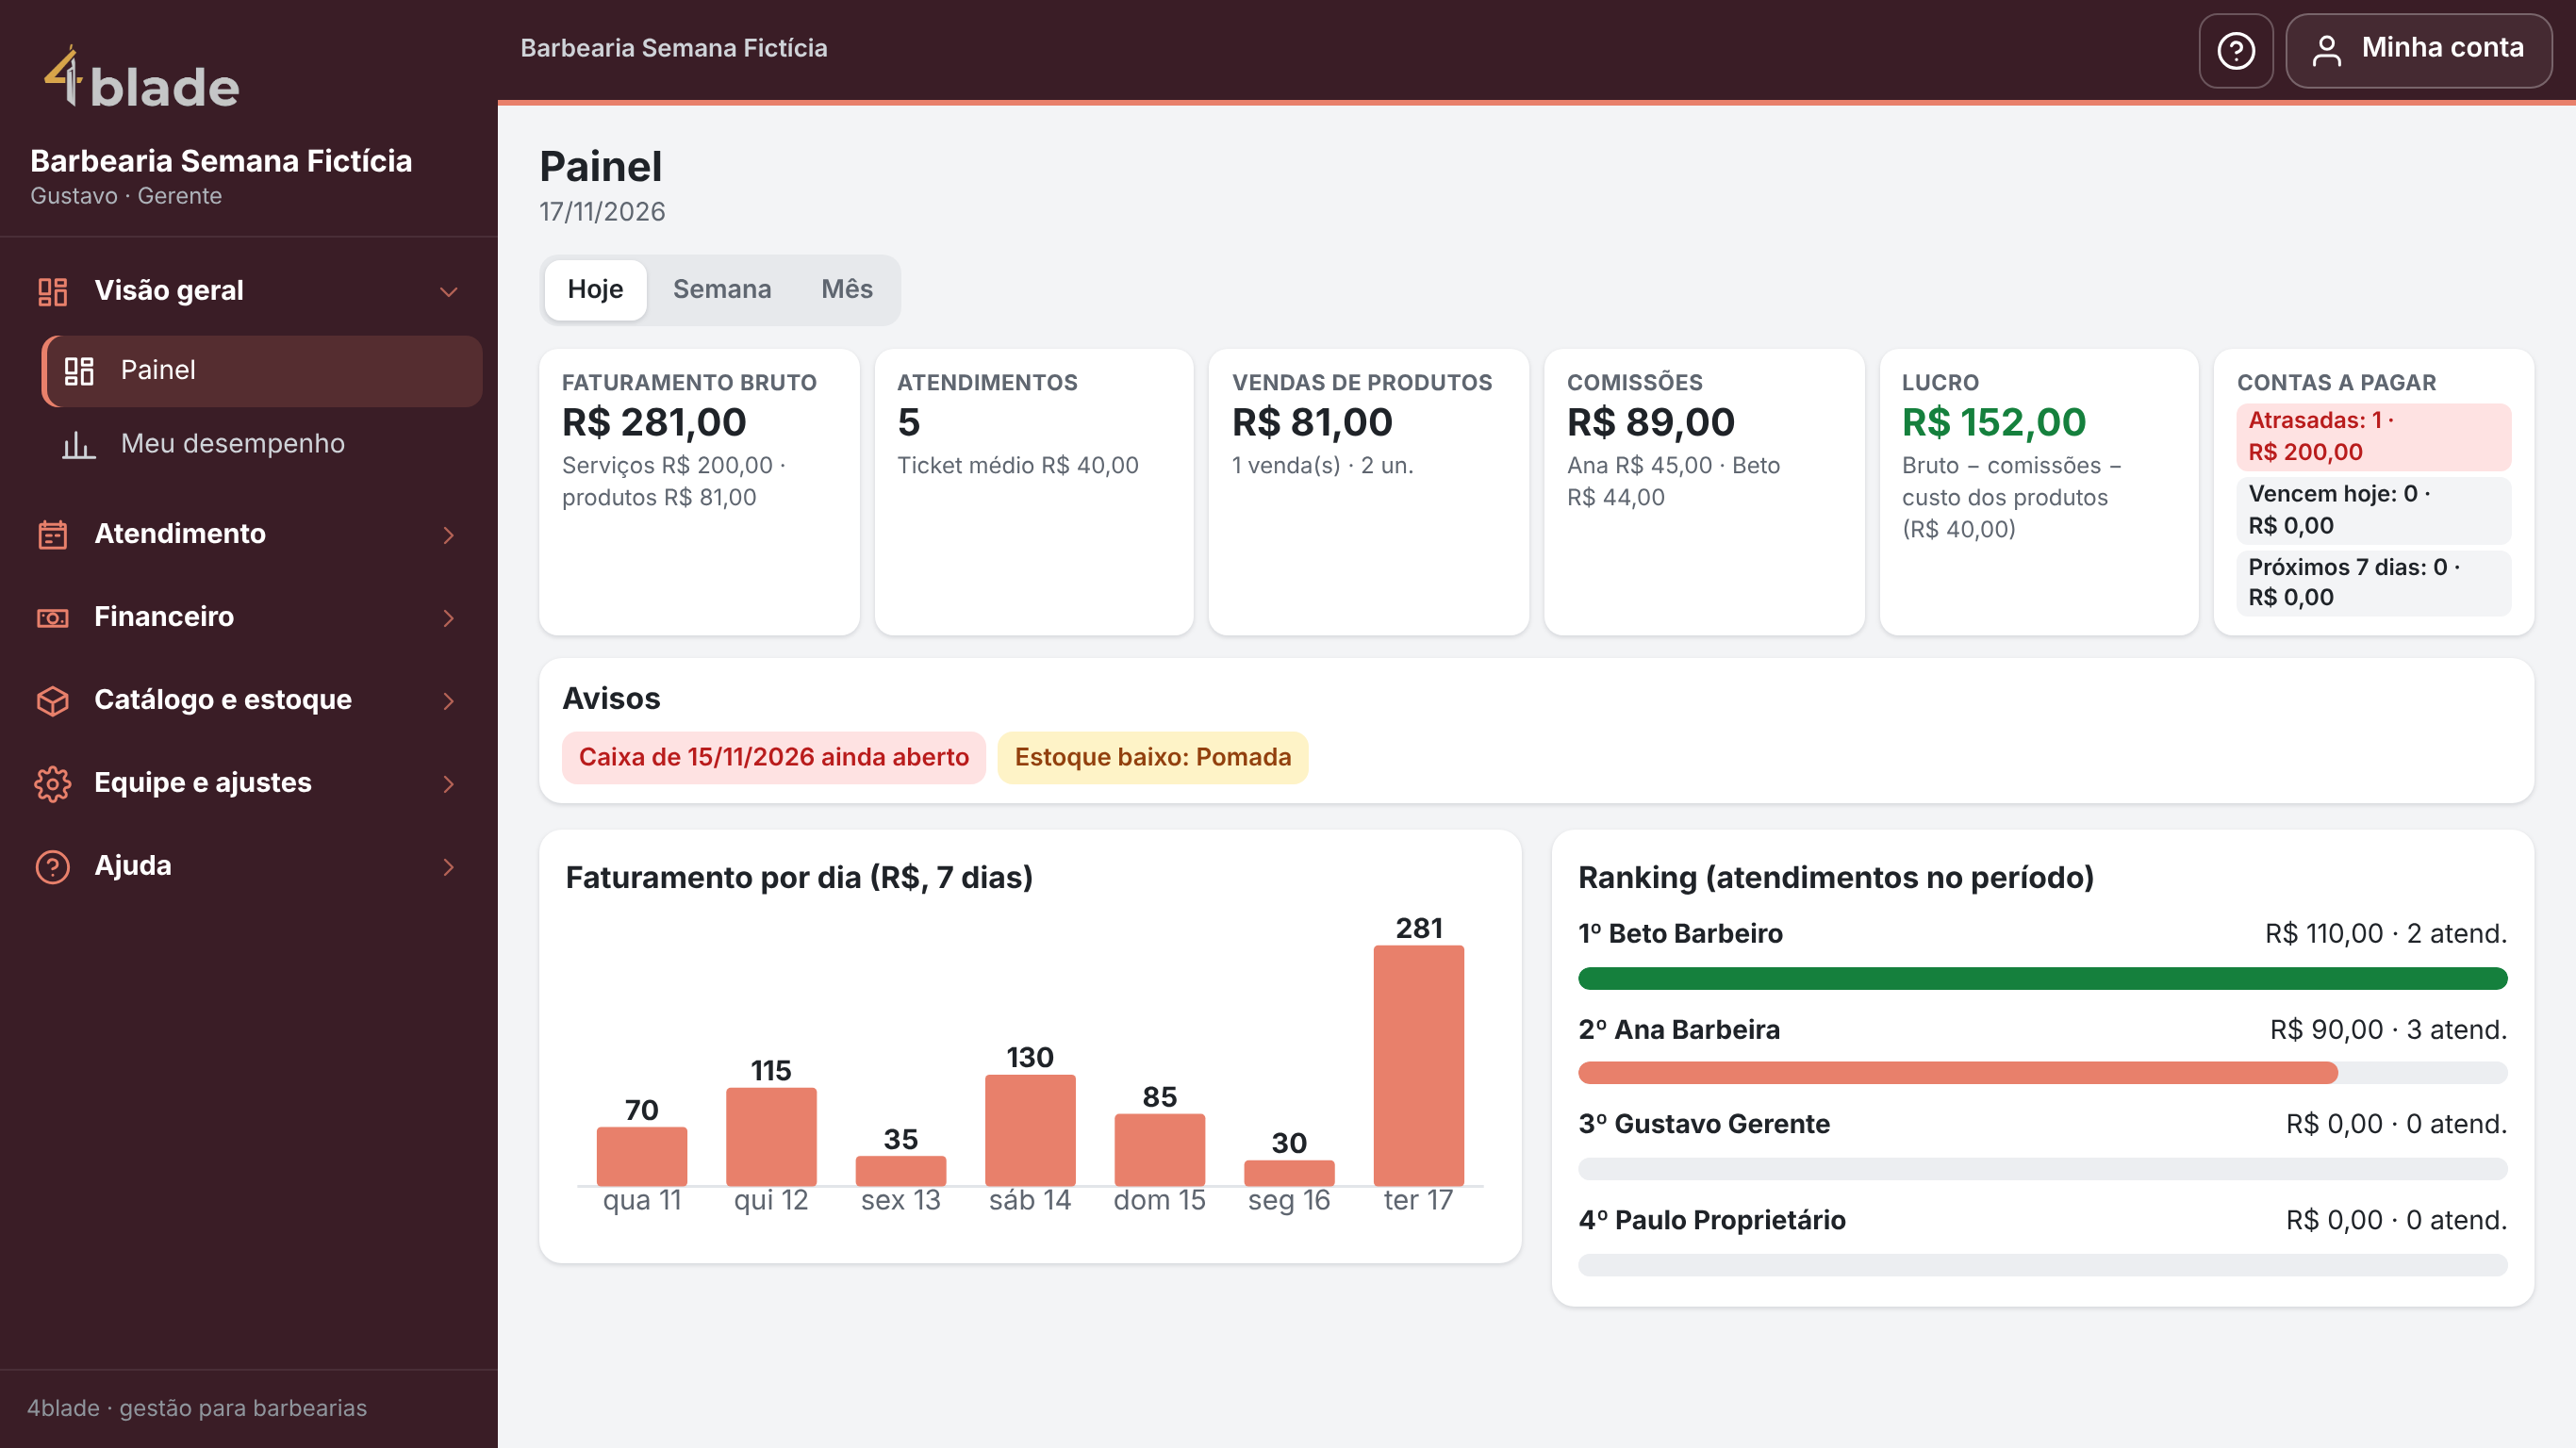 4blade
Barbearia Semana Fictícia
Gustavo · Gerente
Visão geral
Painel
Meu desempenho
Atendimento
Financeiro
Catálogo e estoque
Equipe e ajustes
Ajuda
4blade · gestão para barbearias
Barbearia Semana Fictícia
Minha conta
Painel
17/11/2026
Hoje
Semana
Mês
FATURAMENTO BRUTO
R$ 281,00
Serviços R$ 200,00 ·
produtos R$ 81,00
ATENDIMENTOS
5
Ticket médio R$ 40,00
VENDAS DE PRODUTOS
R$ 81,00
1 venda(s) · 2 un.
COMISSÕES
R$ 89,00
Ana R$ 45,00 · Beto
R$ 44,00
LUCRO
R$ 152,00
Bruto − comissões −
custo dos produtos
(R$ 40,00)
CONTAS A PAGAR
Atrasadas: 1 ·
R$ 200,00
Vencem hoje: 0 ·
R$ 0,00
Próximos 7 dias: 0 ·
R$ 0,00
Avisos
Caixa de 15/11/2026 ainda aberto
Estoque baixo: Pomada
Faturamento por dia (R$, 7 dias)
70
115
35
130
85
30
281
qua 11
qui 12
sex 13
sáb 14
dom 15
seg 16
ter 17
Ranking (atendimentos no período)
1º Beto Barbeiro
R$ 110,00 · 2 atend.
2º Ana Barbeira
R$ 90,00 · 3 atend.
3º Gustavo Gerente
R$ 0,00 · 0 atend.
4º Paulo Proprietário
R$ 0,00 · 0 atend.